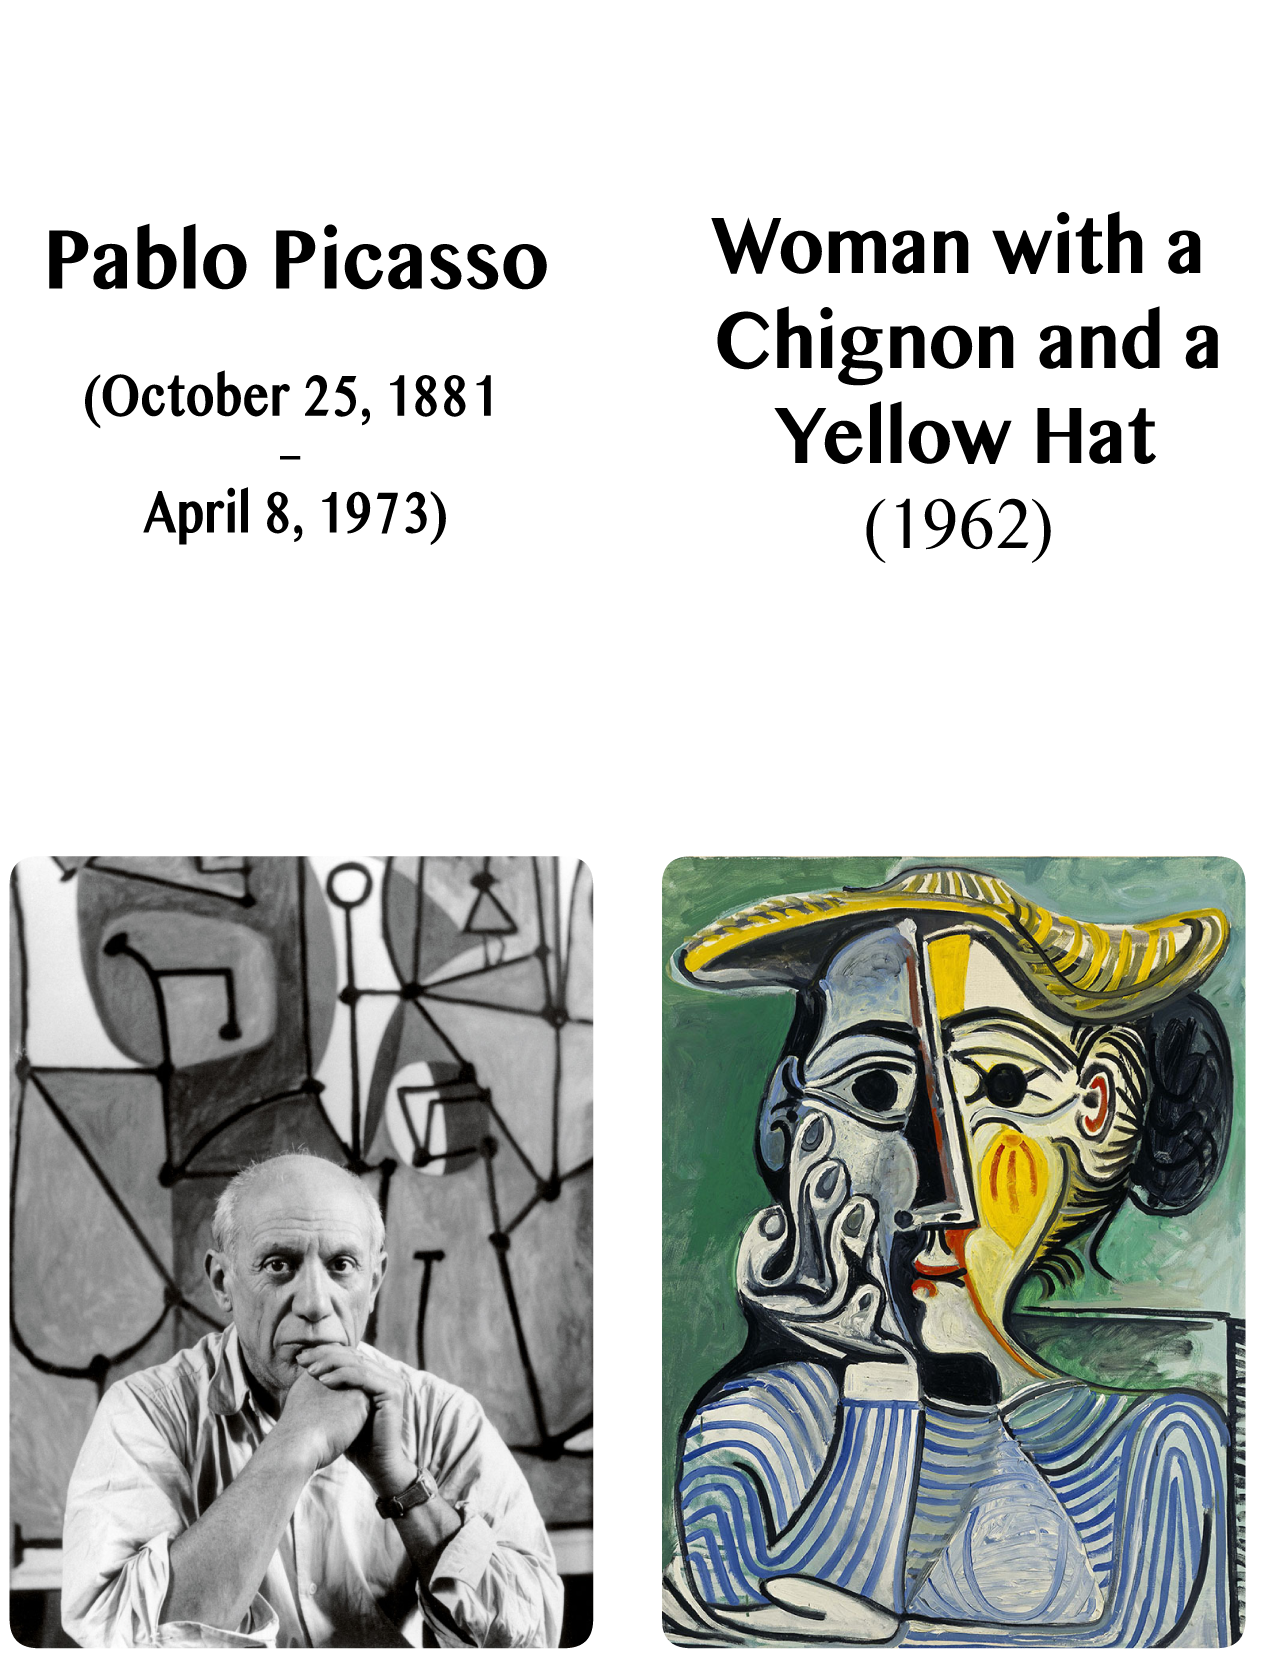 Pablo Picasso
(October 25, 1881
–
April 8, 1973)
Woman with a
Chignon and a
Yellow Hat
(1962)